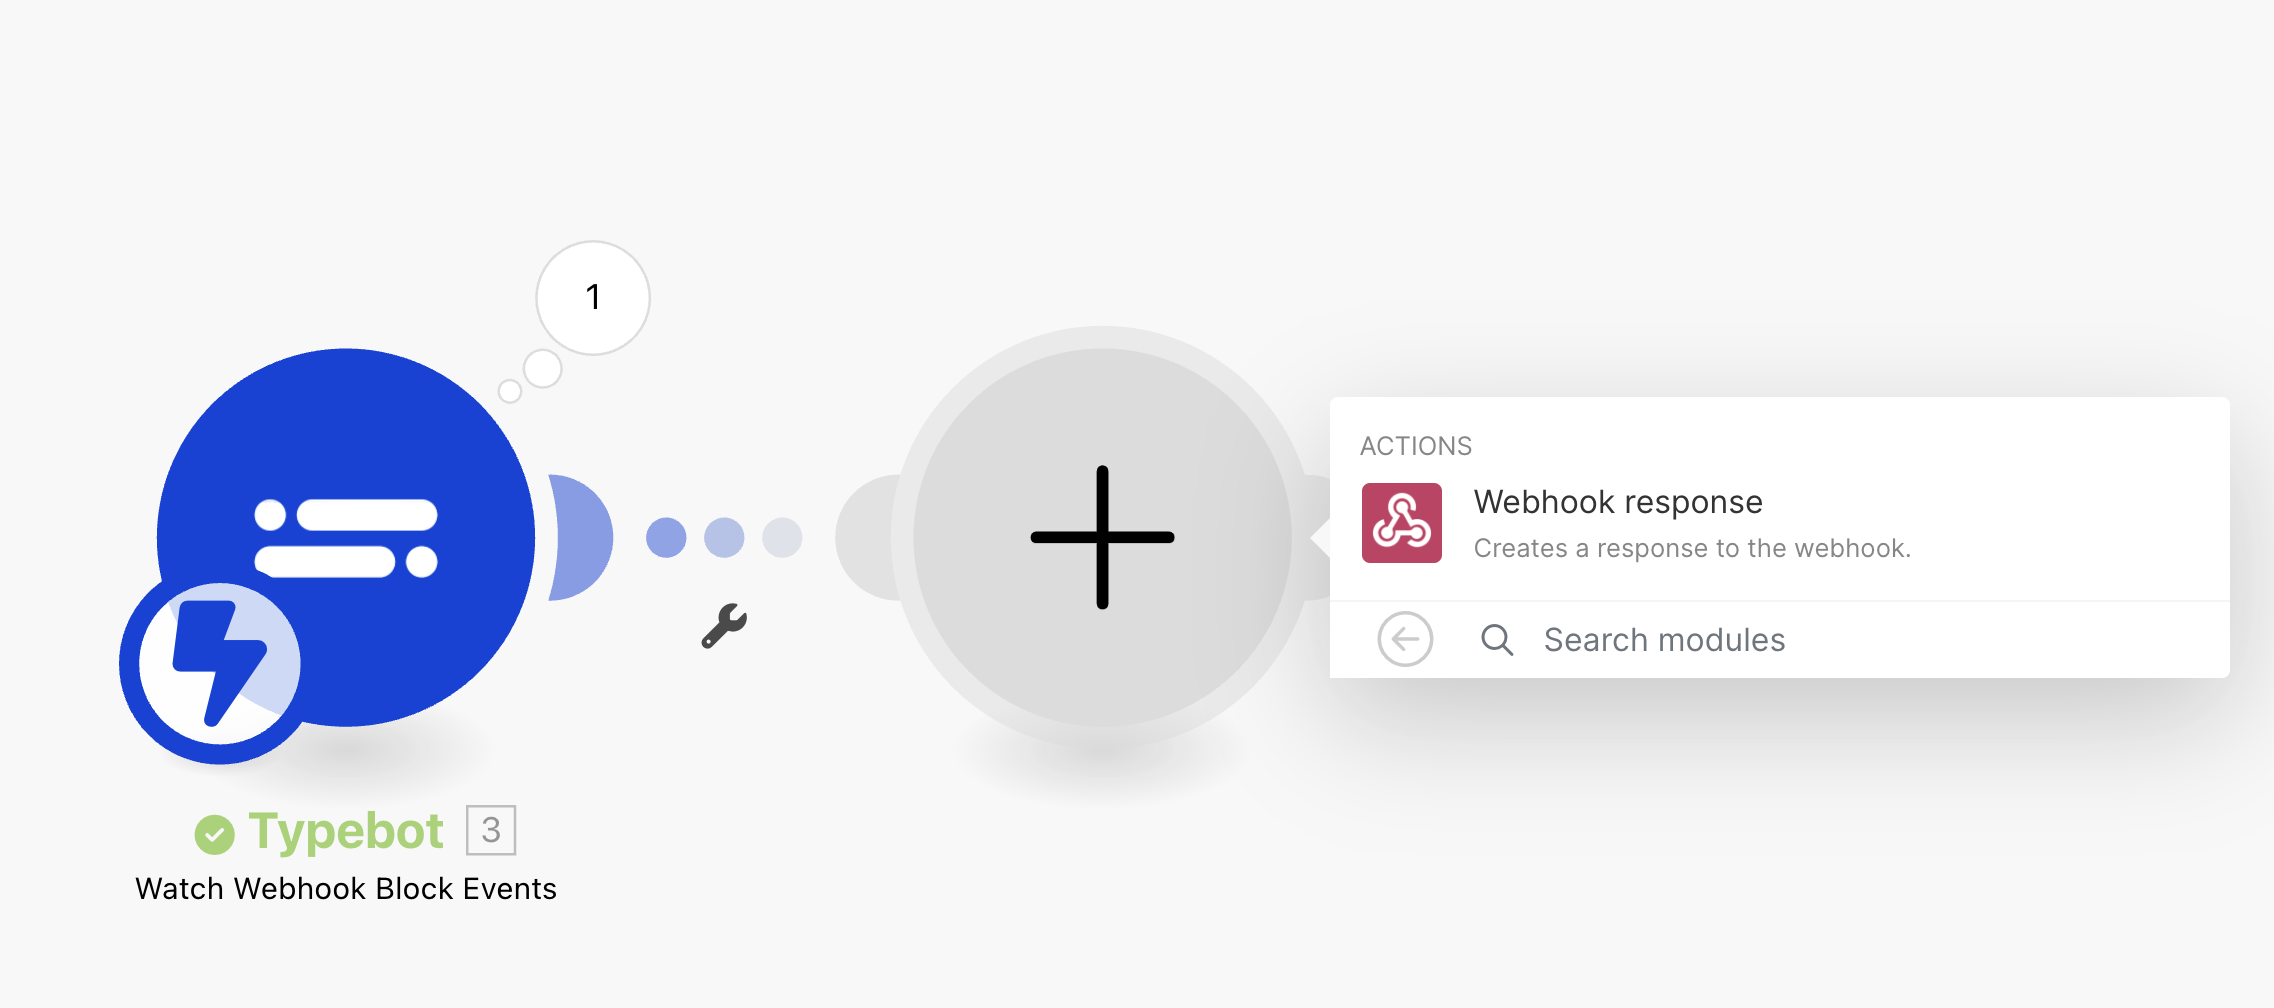 1
ACTIONS
Webhook response
Creates a response to the webhook.
Search modules
Typebot 3
Watch Webhook Block Events